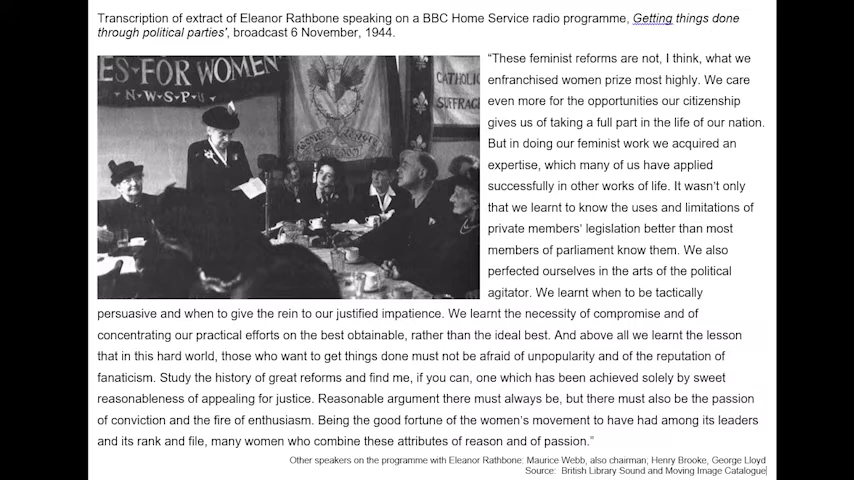 Transcription of extract of Eleanor Rathbone speaking on a BBC Home Service radio programme, Getting things done
through political parties', broadcast 6 November, 1944.
ES·FOR WOMEN
N·W·S·P·U
CATHOLIC
SUFFRAG
“These feminist reforms are not, I think, what we
enfranchised women prize most highly. We care
even more for the opportunities our citizenship
gives us of taking a full part in the life of our nation.
But in doing our feminist work we acquired an
expertise, which many of us have applied
successfully in other works of life. It wasn’t only
that we learnt to know the uses and limitations of
private members’ legislation better than most
members of parliament know them. We also
perfected ourselves in the arts of the political
agitator. We learnt when to be tactically
persuasive and when to give the rein to our justified impatience. We learnt the necessity of compromise and of
concentrating our practical efforts on the best obtainable, rather than the ideal best. And above all we learnt the lesson
that in this hard world, those who want to get things done must not be afraid of unpopularity and of the reputation of
fanaticism. Study the history of great reforms and find me, if you can, one which has been achieved solely by sweet
reasonableness of appealing for justice. Reasonable argument there must always be, but there must also be the passion
of conviction and the fire of enthusiasm. Being the good fortune of the women’s movement to have had among its leaders
and its rank and file, many women who combine these attributes of reason and of passion.”
Other speakers on the programme with Eleanor Rathbone: Maurice Webb, also chairman; Henry Brooke, George Lloyd
Source: British Library Sound and Moving Image Catalogue